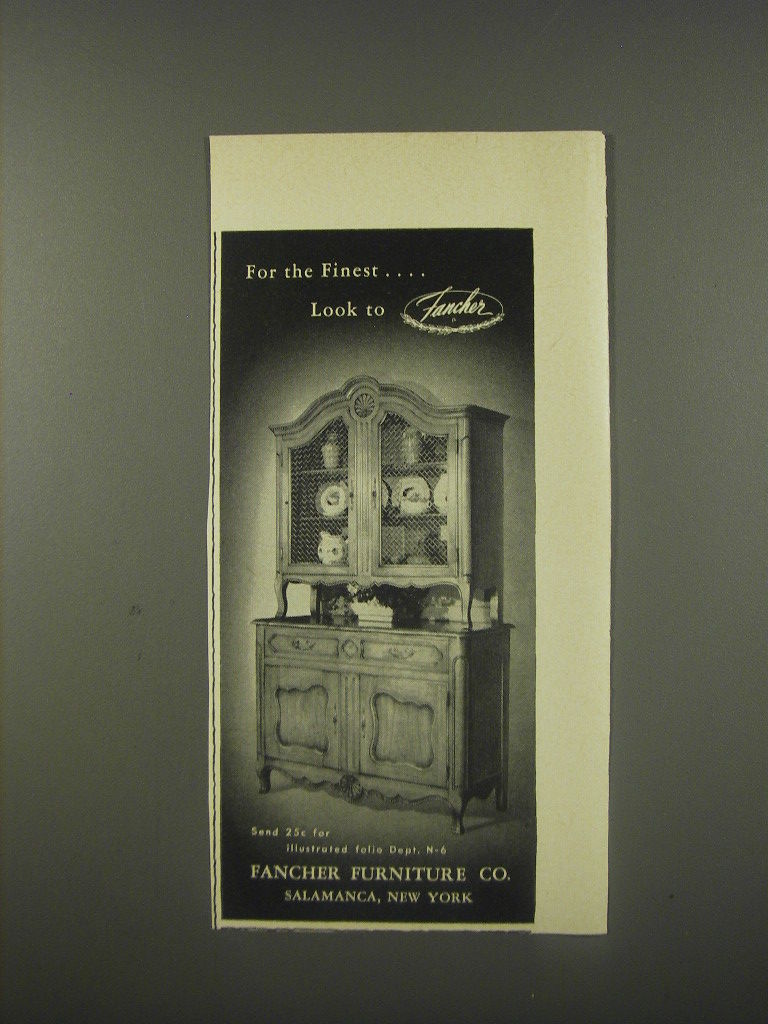 For the Finest ....
Look to Fancher
Send 25c for
illustrated folio Dept. N-6
FANCHER FURNITURE CO.
SALAMANCA, NEW YORK